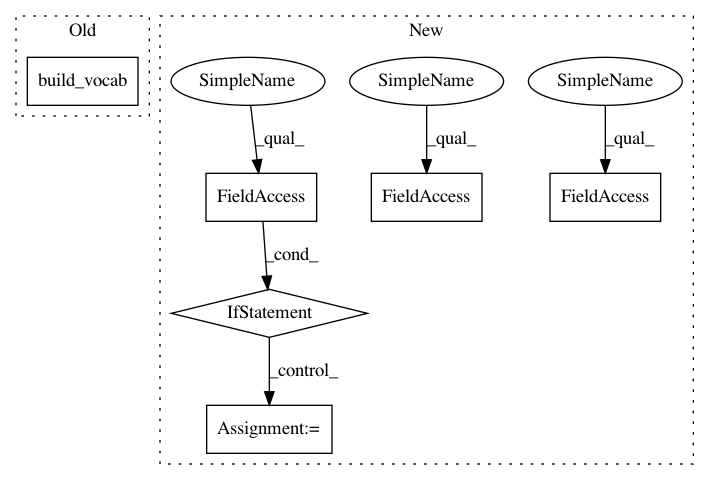 Old
New
build_vocab
SimpleName
SimpleName
SimpleName
_qual_
_qual_
_qual_
FieldAccess
FieldAccess
FieldAccess
_cond_
IfStatement
_control_
Assignment:=